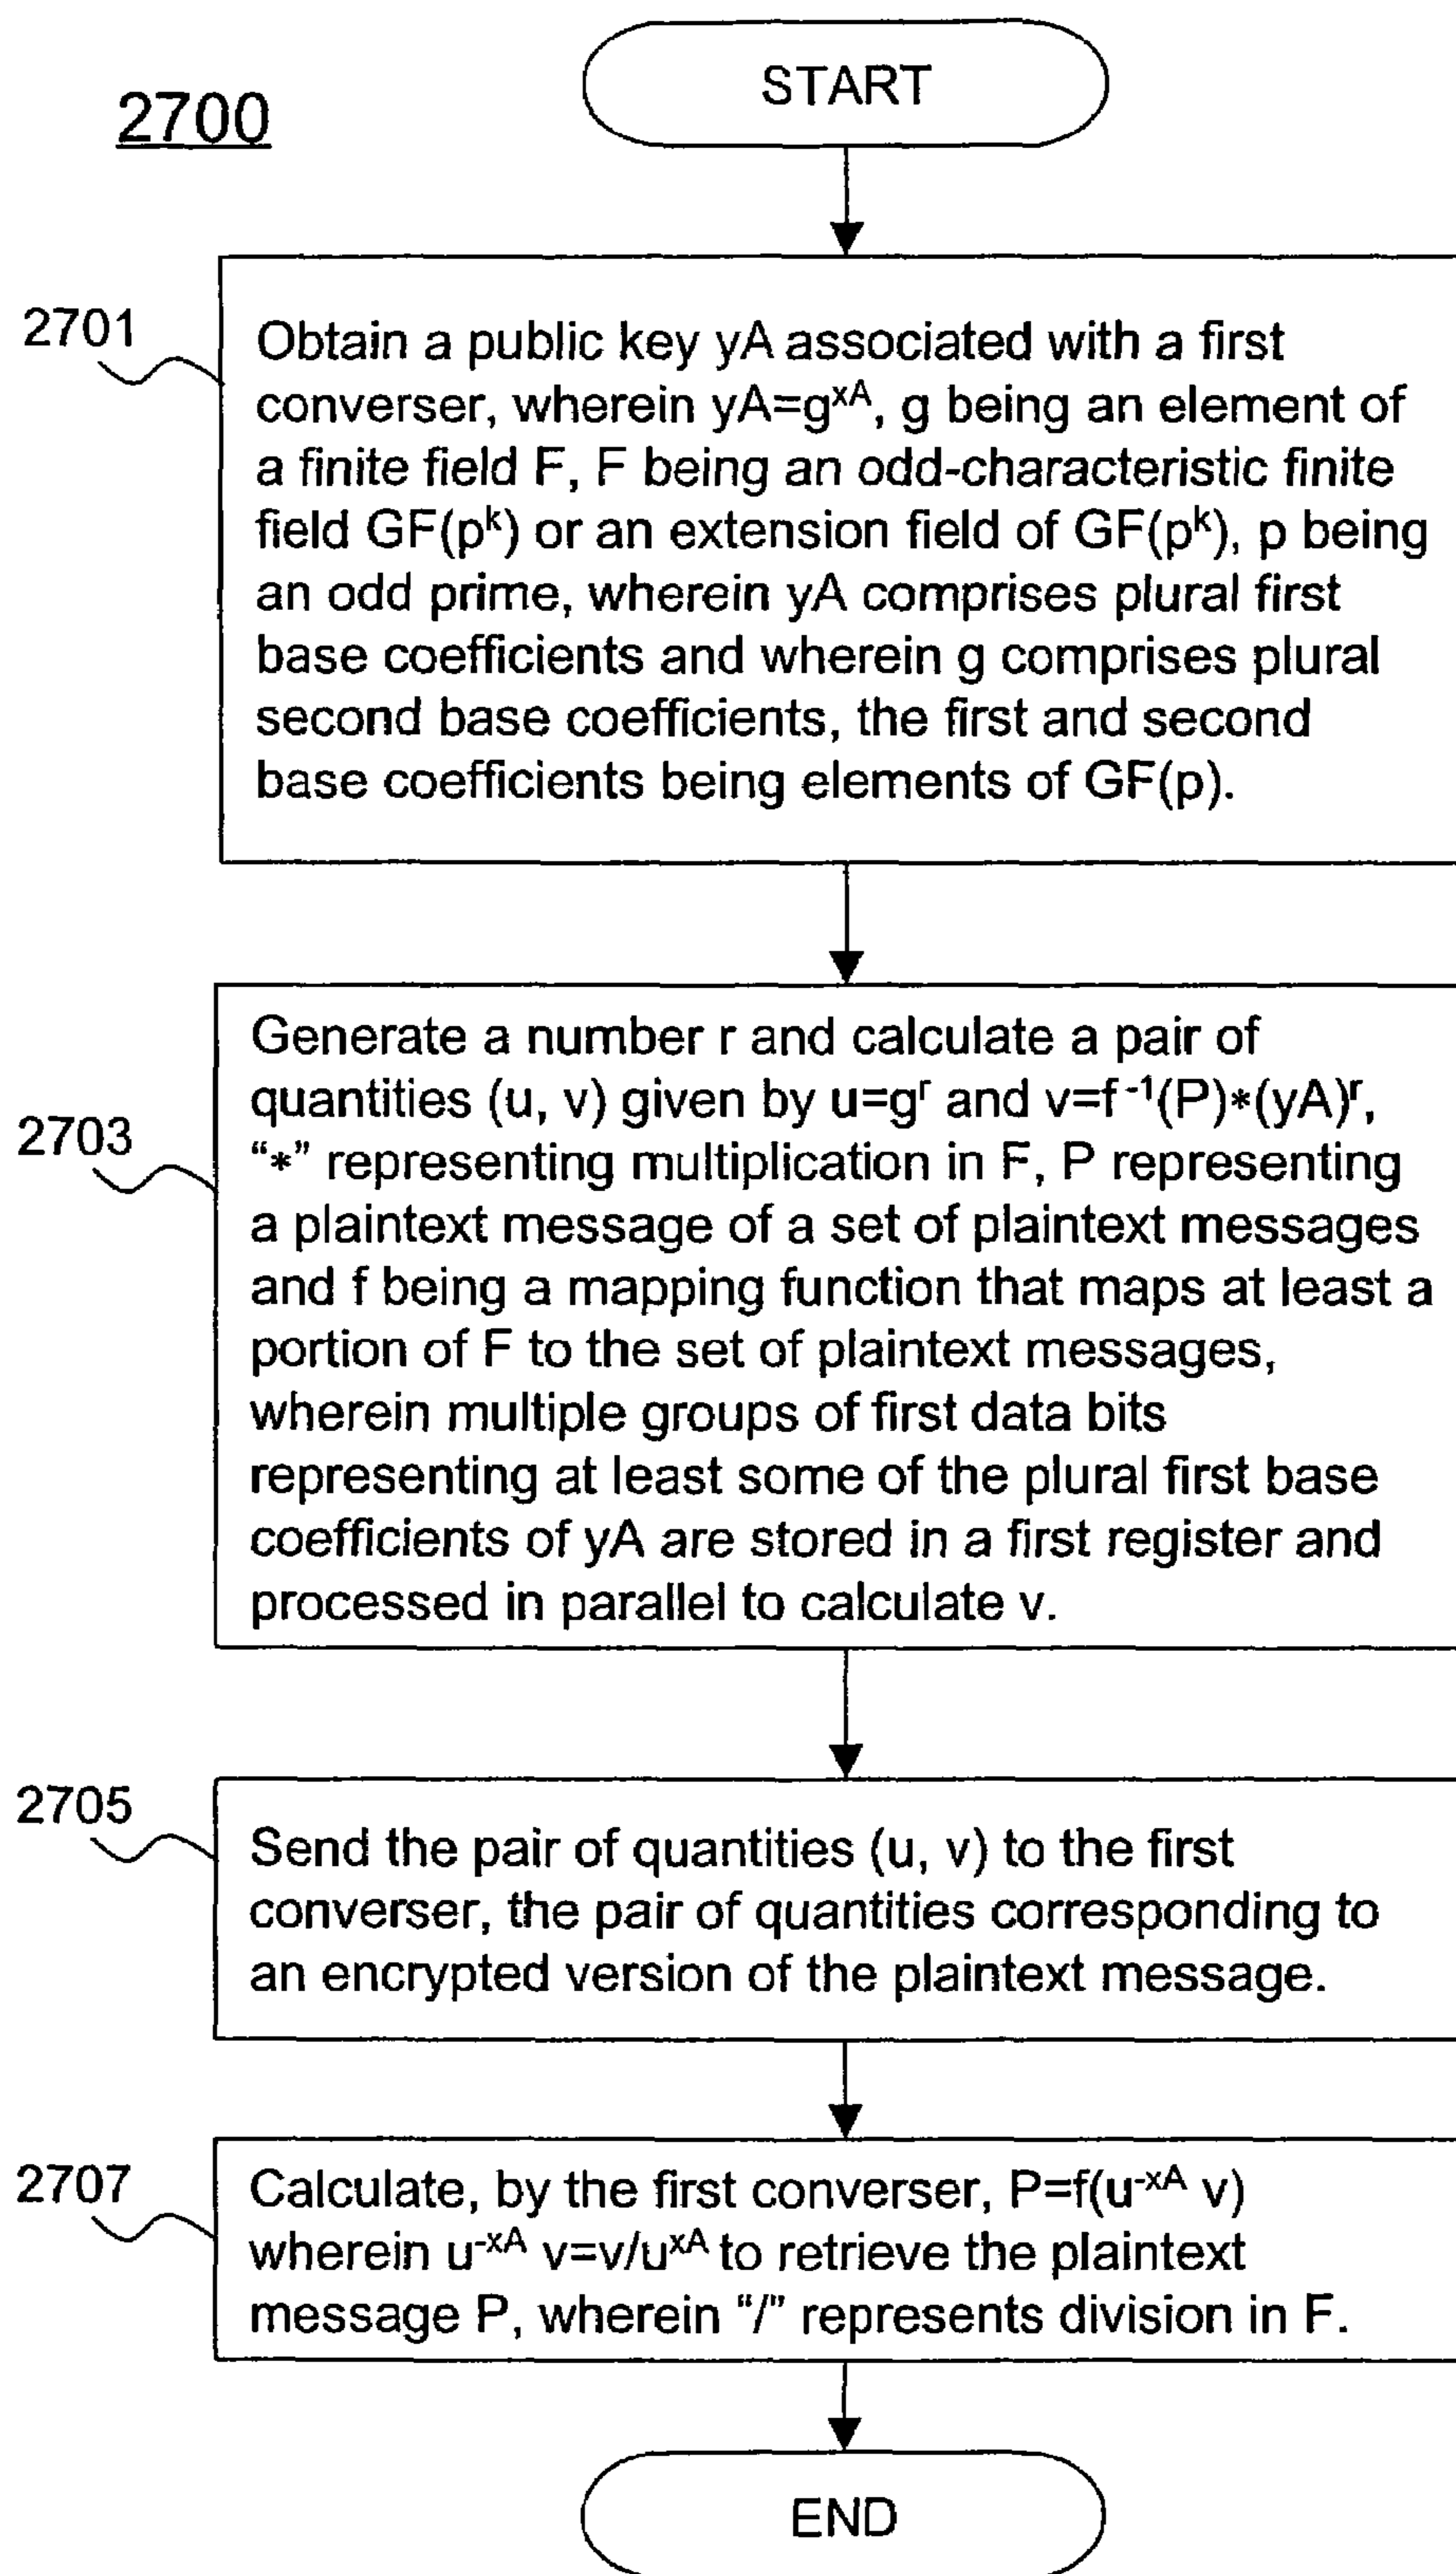 START
2700
2701
Obtain a public key yA associated with a first
converser, wherein yA=g^xA, g being an element of
a finite field F, F being an odd-characteristic finite
field GF(p^k) or an extension field of GF(p^k), p being
an odd prime, wherein yA comprises plural first
base coefficients and wherein g comprises plural
second base coefficients, the first and second
base coefficients being elements of GF(p).
2703
Generate a number r and calculate a pair of
quantities (u, v) given by u=g^r and v=f^-1(P)*(yA)^r,
“*” representing multiplication in F, P representing
a plaintext message of a set of plaintext messages
and f being a mapping function that maps at least a
portion of F to the set of plaintext messages,
wherein multiple groups of first data bits
representing at least some of the plural first base
coefficients of yA are stored in a first register and
processed in parallel to calculate v.
2705
Send the pair of quantities (u, v) to the first
converser, the pair of quantities corresponding to
an encrypted version of the plaintext message.
2707
Calculate, by the first converser, P=f(u^-xA v)
wherein u^-xA v=v/u^xA to retrieve the plaintext
message P, wherein “/” represents division in F.
END